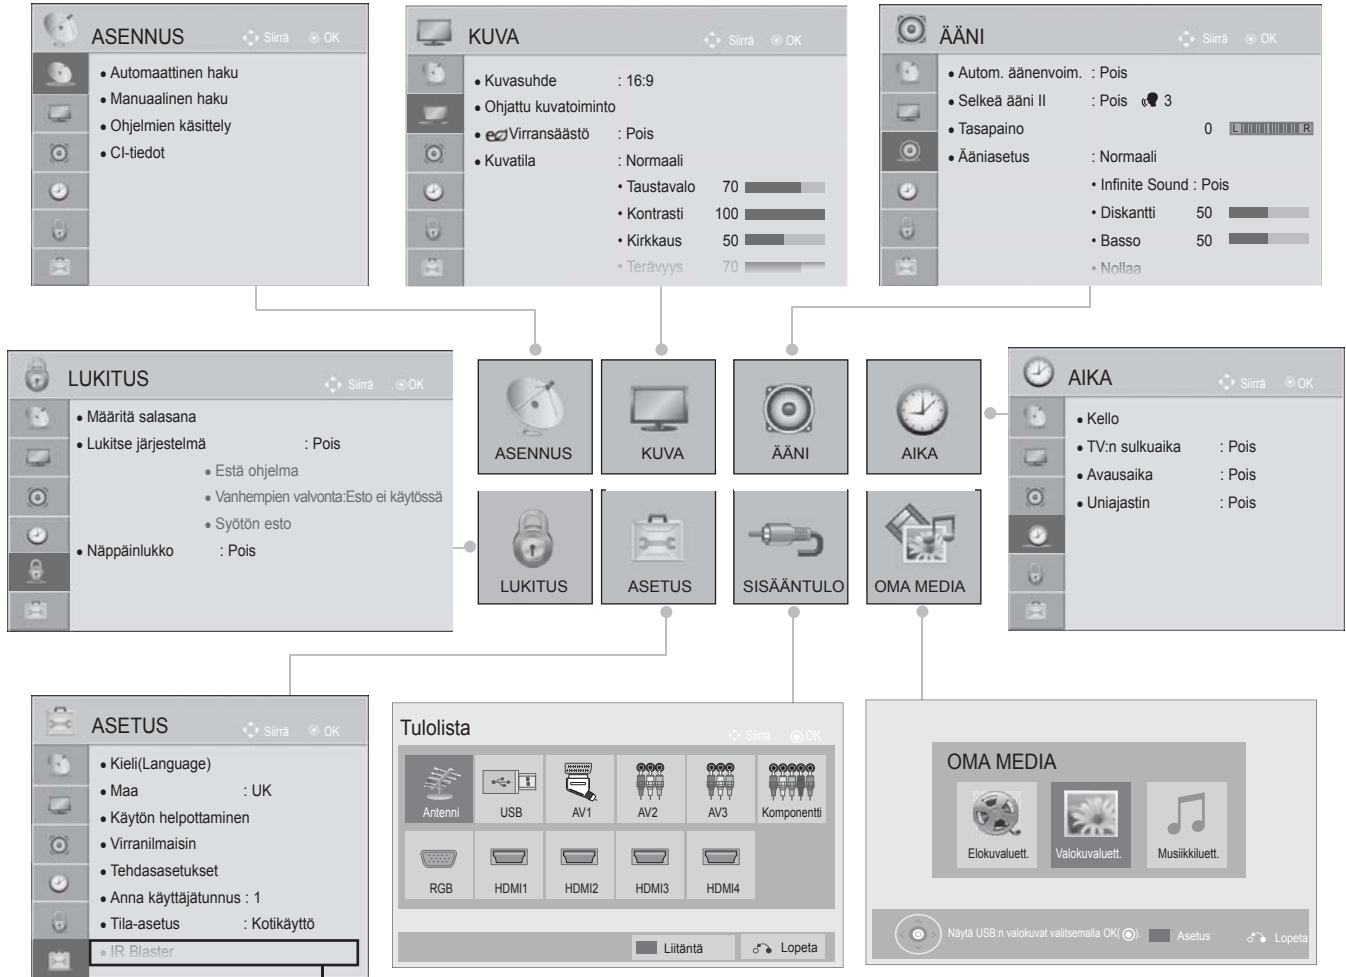 ASENNUS
Siirrä OK
• Automaattinen haku
• Manuaalinen haku
• Ohjelmien käsittely
• CI-tiedot
KUVA
Siirrä OK
• Kuvasuhde : 16:9
• Ohjattu kuvatoiminto
• Virransäästö : Pois
• Kuvatila : Normaali
• Taustavalo 70
• Kontrasti 100
• Kirkkaus 50
• Terävyys 70
ÄÄNI
Siirrä OK
• Autom. äänenvoim. : Pois
• Selkeä ääni II : Pois 3
• Tasapaino 0 L R
• Ääniasetus : Normaali
• Infinite Sound : Pois
• Diskantti 50
• Basso 50
• Nollaa
LUKITUS
Siirrä OK
• Määritä salasana
• Lukitse järjestelmä : Pois
• Estä ohjelma
• Vanhempien valvonta:Esto ei käytössä
• Syötön esto
• Näppäinlukko : Pois
ASENNUS
KUVA
ÄÄNI
AIKA
LUKITUS
ASETUS
SISÄÄNTULO
OMA MEDIA
AIKA
Siirrä OK
• Kello
• TV:n sulkuaika : Pois
• Avausaika : Pois
• Uniajastin : Pois
ASETUS
Siirrä OK
• Kieli(Language)
• Maa : UK
• Käytön helpottaminen
• Virranilmaisin
• Tehdasasetukset
• Anna käyttäjätunnus : 1
• Tila-asetus : Kotikäyttö
• IR Blaster
Tulolista
Siirrä OK
Antenni USB AV1 AV2 AV3 Komponentti
RGB HDMI1 HDMI2 HDMI3 HDMI4
Liitäntä Lopeta
OMA MEDIA
Elokuvaluett. Valokuvaluett. Musiikkiluett.
Näytä USB:n valokuvat valitsemalla OK( ). Asetus Lopeta